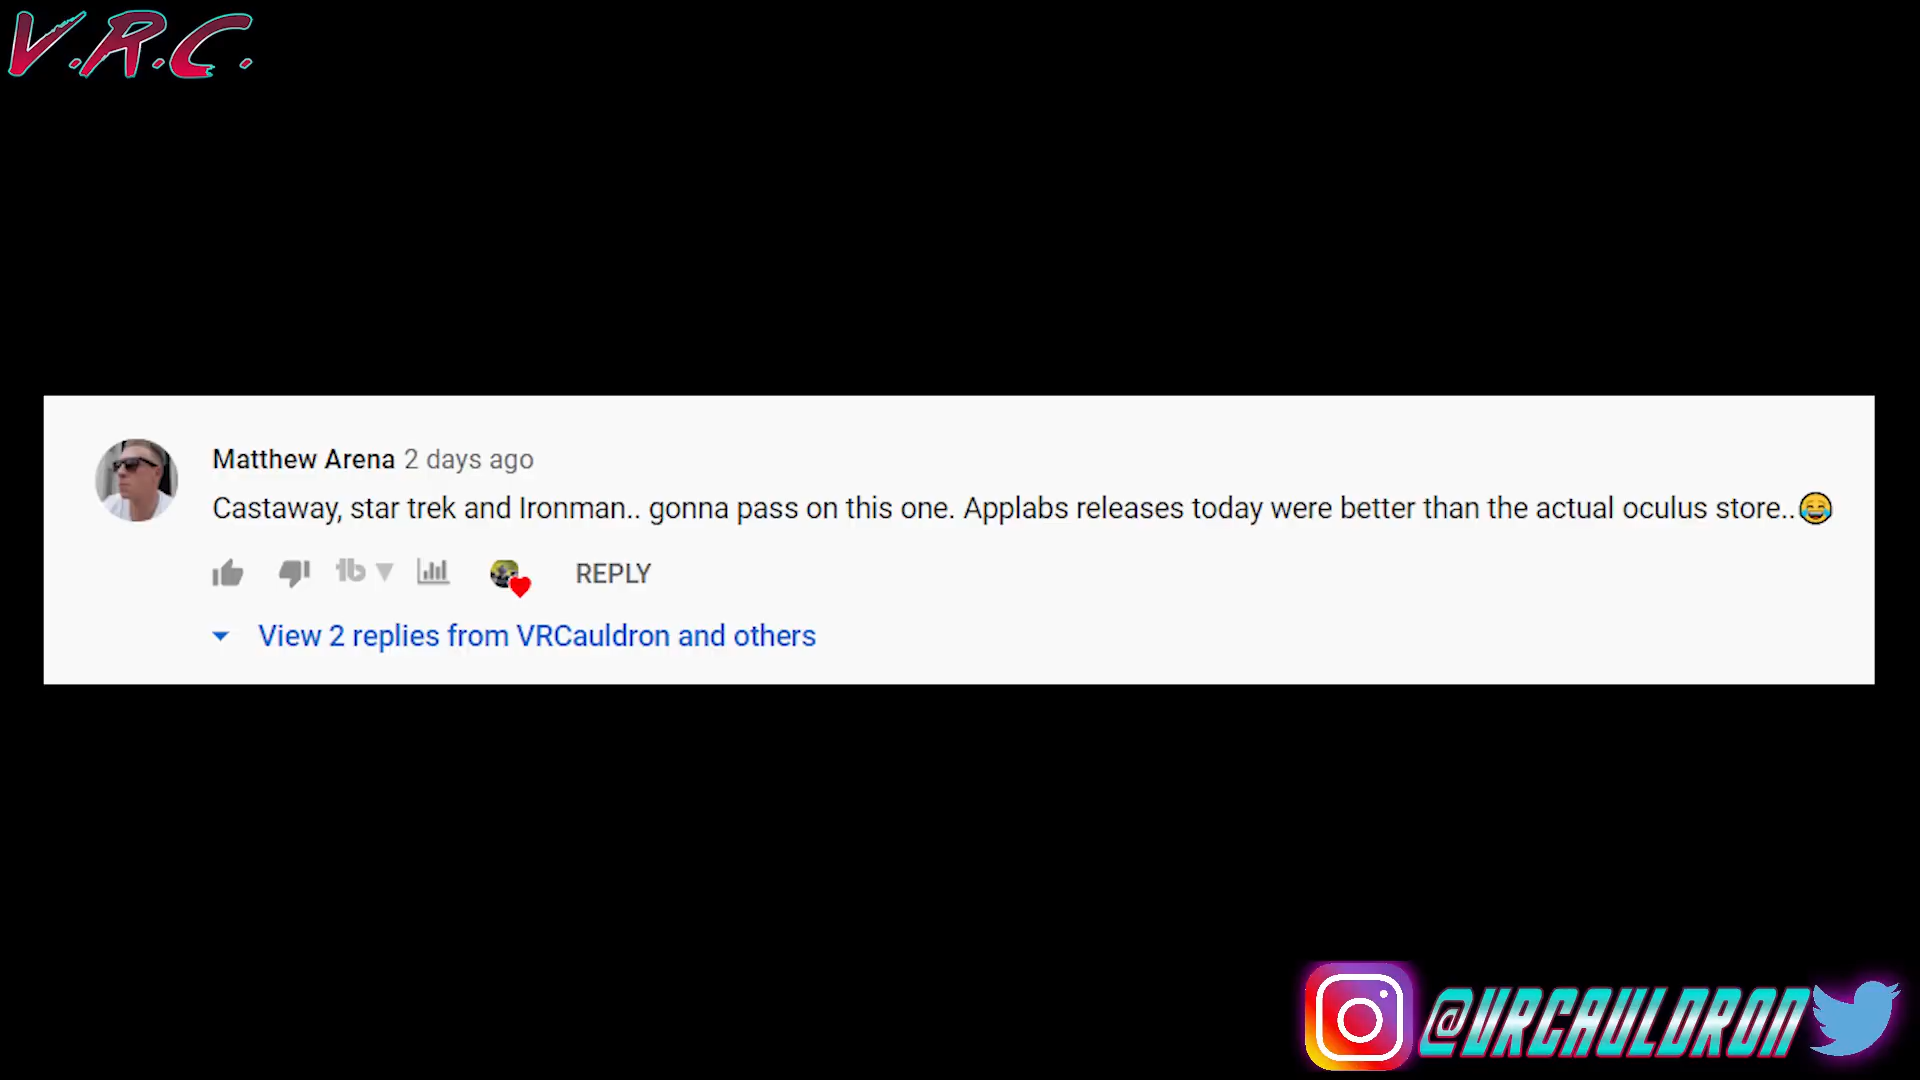 V.R.C.
Matthew Arena 2 days ago
Castaway, star trek and Ironman.. gonna pass on this one. Applabs releases today were better than the actual oculus store..😂
tb
REPLY
View 2 replies from VRCauldron and others
@VRCAULDRON